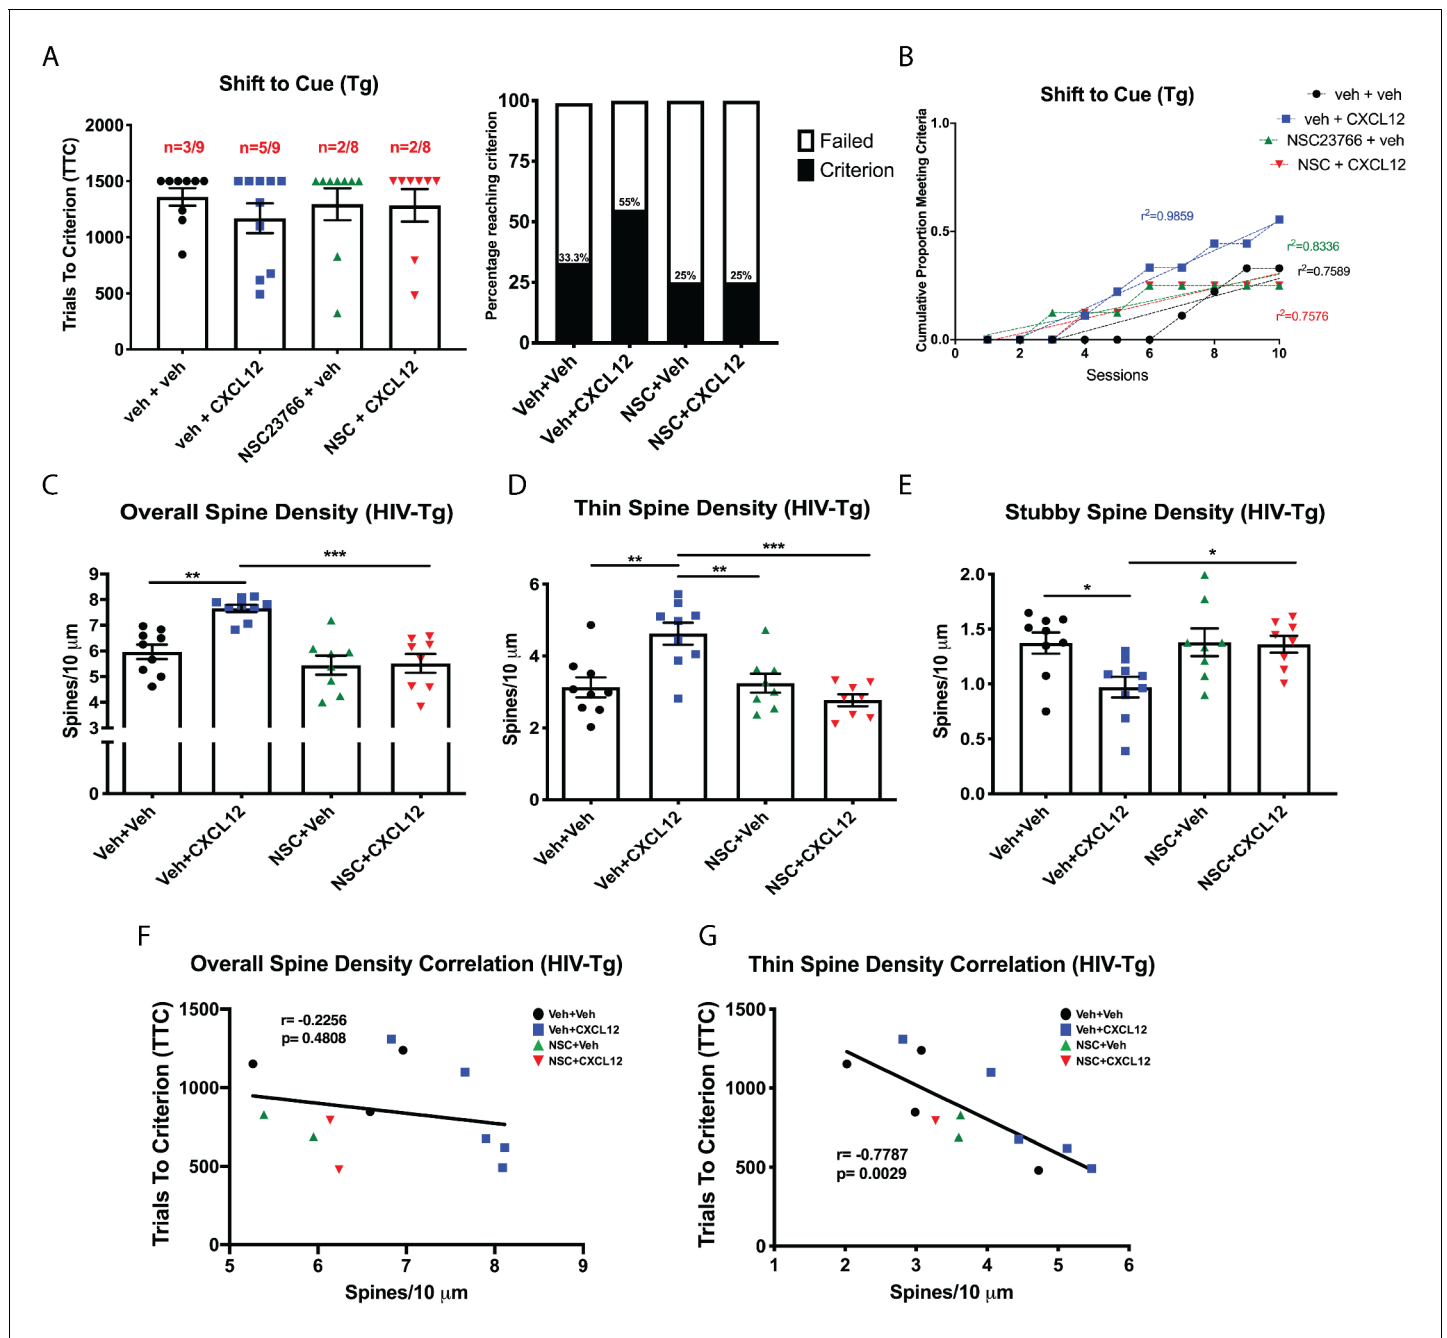 A
Shift to Cue (Tg)
Trials To Criterion (TTC)
2000
1500
1000
500
0
n=3/9
n=5/9
n=2/8
n=2/8
veh + veh
veh + CXCL12
NSC23766 + veh
NSC + CXCL12
Percentage reaching criterion
100
75
50
25
0
33.3%
55%
25%
25%
Veh+Veh
Veh+CXCL12
NSC+Veh
NSC+CXCL12
Failed
Criterion
B
Shift to Cue (Tg)
veh + veh
veh + CXCL12
NSC23766 + veh
NSC + CXCL12
Cumulative Proportion Meeting Criteria
1.0
0.5
0.0
r²=0.9859
r²=0.8336
r²=0.7589
r²=0.7576
0
2
4
6
8
10
Sessions
C
Overall Spine Density (HIV-Tg)
Spines/10 μm
***
**
9
8
7
6
5
4
3
0
Veh+Veh
Veh+CXCL12
NSC+Veh
NSC+CXCL12
D
Thin Spine Density (HIV-Tg)
Spines/10 μm
***
**
**
6
4
2
0
Veh+Veh
Veh+CXCL12
NSC+Veh
NSC+CXCL12
E
Stubby Spine Density (HIV-Tg)
Spines/10 μm
*
*
2.0
1.5
1.0
0.5
0.0
Veh+Veh
Veh+CXCL12
NSC+Veh
NSC+CXCL12
F
Overall Spine Density Correlation (HIV-Tg)
Trials To Criterion (TTC)
1500
1000
500
0
r= -0.2256
p= 0.4808
Veh+Veh
Veh+CXCL12
NSC+Veh
NSC+CXCL12
5
6
7
8
9
Spines/10 μm
G
Thin Spine Density Correlation (HIV-Tg)
Trials To Criterion (TTC)
1500
1000
500
0
Veh+Veh
Veh+CXCL12
NSC+Veh
NSC+CXCL12
r= -0.7787
p= 0.0029
1
2
3
4
5
6
Spines/10 μm